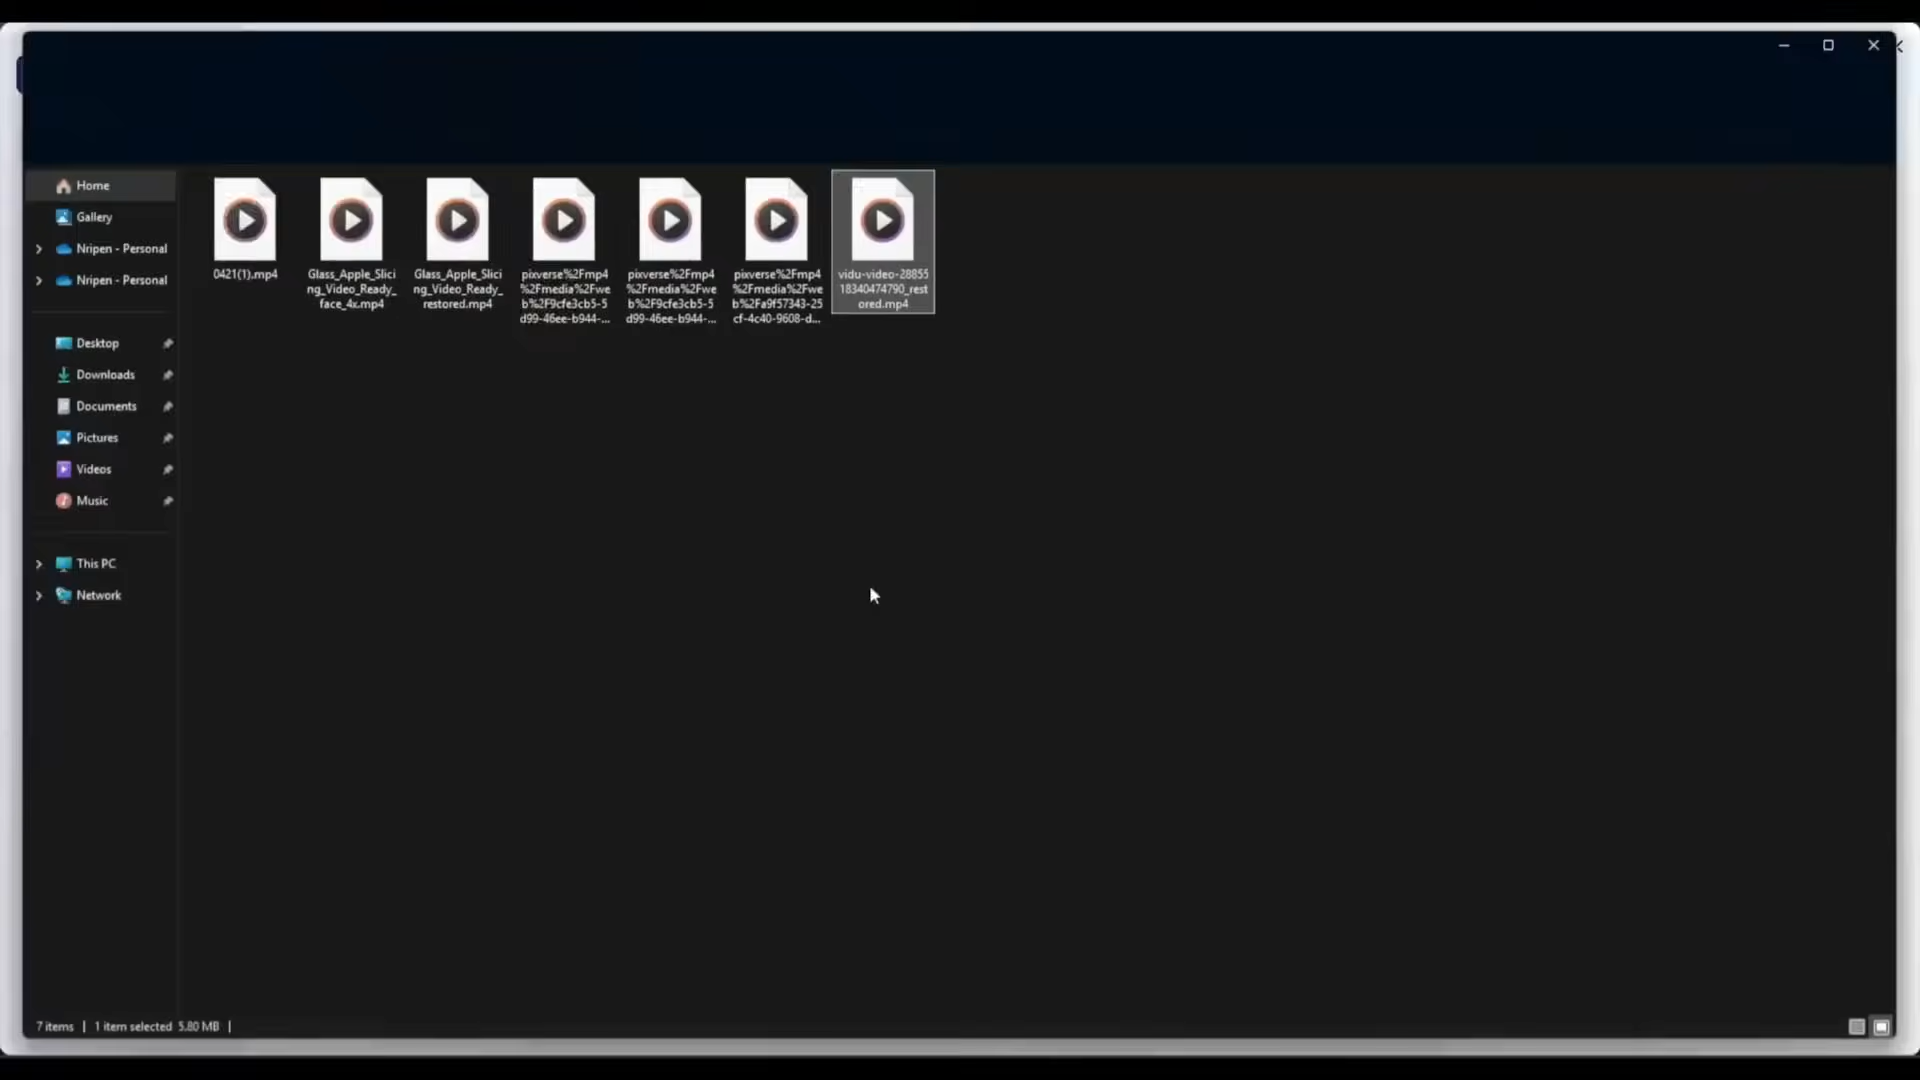 Home
Gallery
Nripen - Personal
Nripen - Personal
Desktop
Downloads
Documents
Pictures
Videos
Music
This PC
Network
0421(1).mp4
Glass_Apple_Slici
ng_Video_Ready_
face_4x.mp4
Glass_Apple_Slici
ng_Video_Ready_
restored.mp4
pixverse%2Fmp4
%2Fmedia%2Fwe
b%2F9cfe3cb5-5
d99-46ee-b944-...
pixverse%2Fmp4
%2Fmedia%2Fwe
b%2F9cfe3cb5-5
d99-46ee-b944-...
pixverse%2Fmp4
%2Fmedia%2Fwe
b%2Fa9f57343-25
cf-4c40-9608-d...
vidu-video-28855
18340474790_rest
ored.mp4
7 items | 1 item selected 5.80 MB |